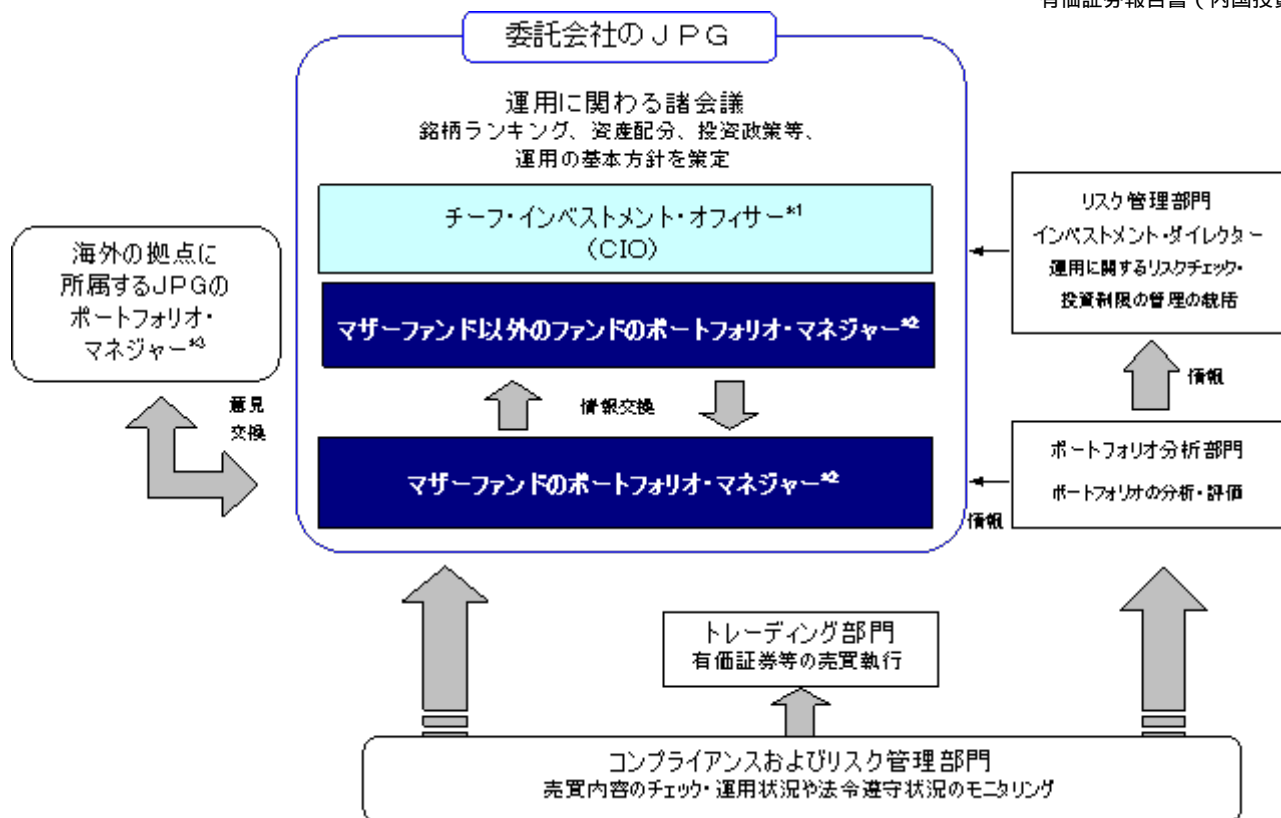 有価証券報告書(内国投資
委託会社のJPG
運用に関わる諸会議
銘柄ランキング、資産配分、投資政策等、
運用の基本方針を策定
チーフ・インベストメント・オフィサー*1
(CIO)
マザーファンド以外のファンドのポートフォリオ・マネジャー*2
情報交換
マザーファンドのポートフォリオ・マネジャー*2
海外の拠点に
所属するJPGの
ポートフォリオ・
マネジャー*3
意見
交換
リスク管理部門
インベストメント・ダイレクター
運用に関するリスクチェック・
投資制限の管理の統括
情報
ポートフォリオ分析部門
ポートフォリオの分析・評価
情報
トレーディング部門
有価証券等の売買執行
コンプライアンスおよびリスク管理部門
売買内容のチェック・運用状況や法令遵守状況のモニタリング